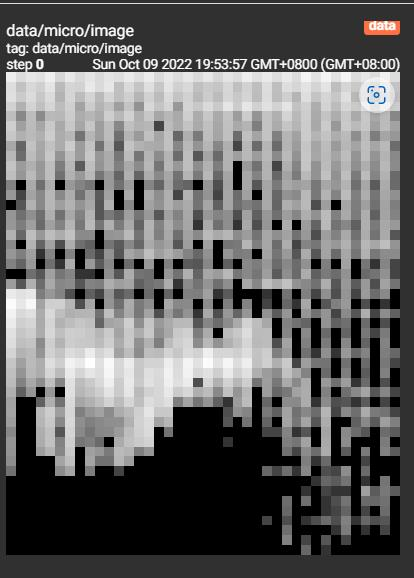 data/micro/image
data
tag: data/micro/image
step 0 Sun Oct 09 2022 19:53:57 GMT+0800 (GMT+08:00)